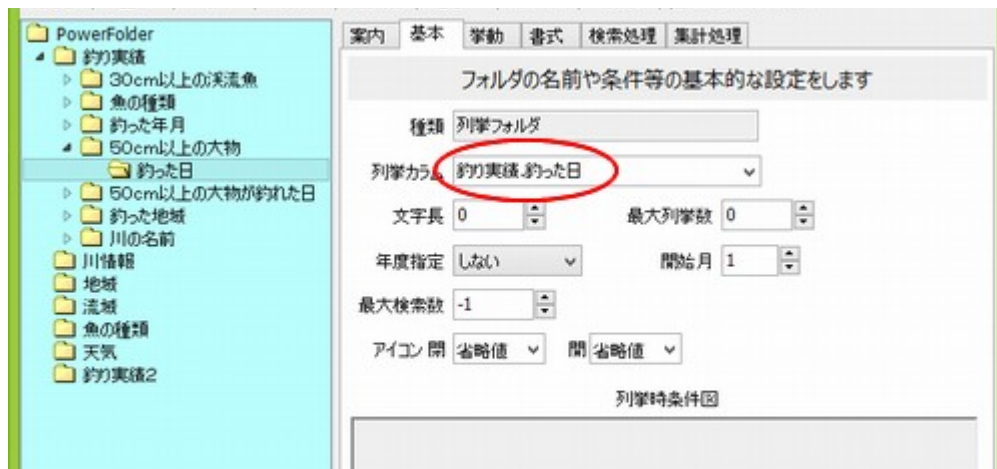 PowerFolder
釣り実績
30cm以上の渓流魚
魚の種類
釣った年月
50cm以上の大物
釣った日
50cm以上の大物が釣れた日
釣った地域
川の名前
川情報
地域
流域
魚の種類
天気
釣り実績2
案内 基本 挙動 書式 検索処理 集計処理
フォルダの名前や条件等の基本的な設定をします
種類 列挙フォルダ
列挙カラム 釣り実績.釣った日
文字長 0 最大列挙数 0
年度指定 しない 開始月 1
最大検索数 -1
アイコン 閉 省略値 開 省略値
列挙時条件図